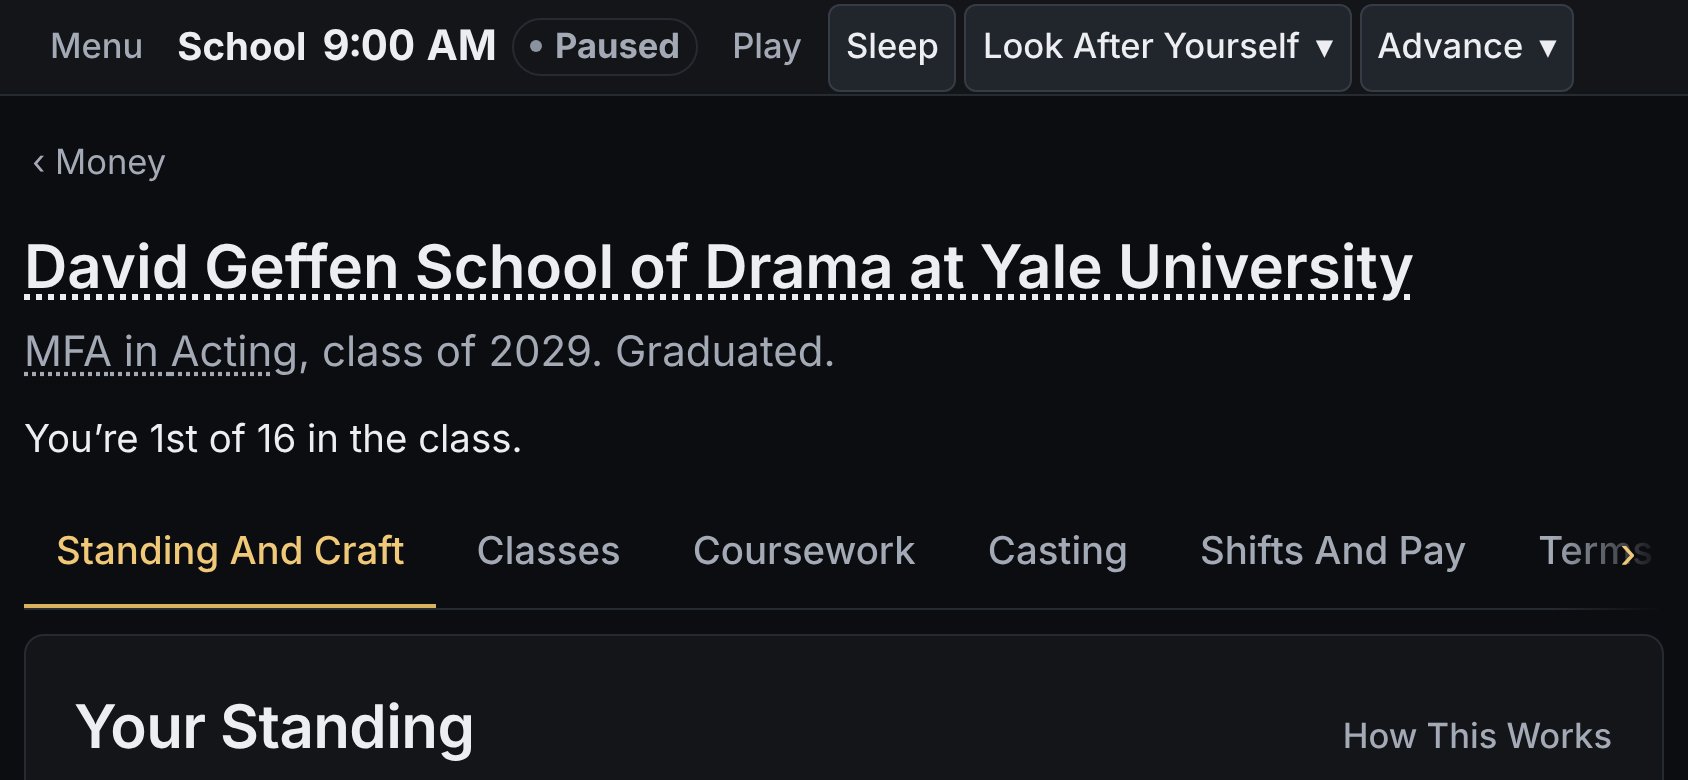 Menu School 9:00 AM • Paused Play Sleep Look After Yourself ▾ Advance ▾
‹ Money
David Geffen School of Drama at Yale University
MFA in Acting, class of 2029. Graduated.
You’re 1st of 16 in the class.
Standing And Craft Classes Coursework Casting Shifts And Pay Terms ›
Your Standing
How This Works